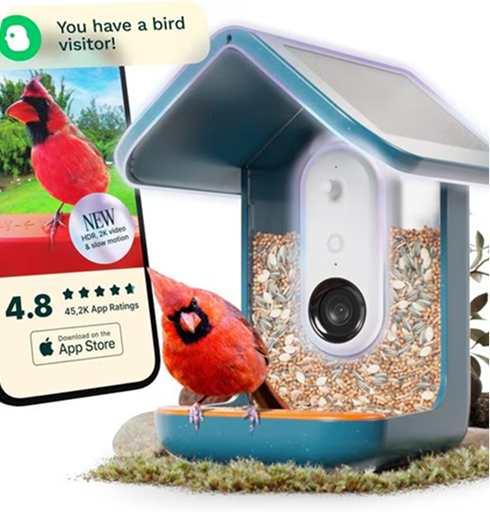 You have a bird
visitor!
NEW
HDR, 2K video
& slow motion
4.8
45,2K App Ratings
Download on the
App Store